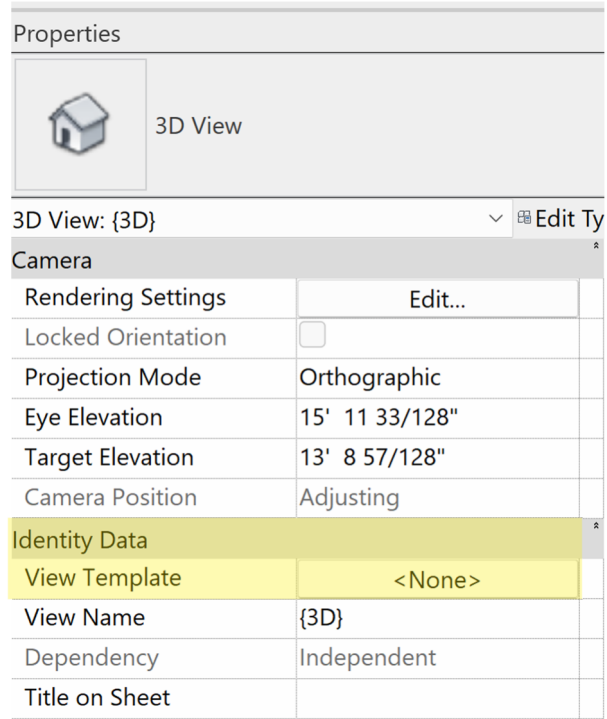 Properties
3D View
3D View: {3D} Edit Ty
Camera
Rendering Settings Edit...
Locked Orientation
Projection Mode Orthographic
Eye Elevation 15' 11 33/128"
Target Elevation 13' 8 57/128"
Camera Position Adjusting
Identity Data
View Template <None>
View Name {3D}
Dependency Independent
Title on Sheet